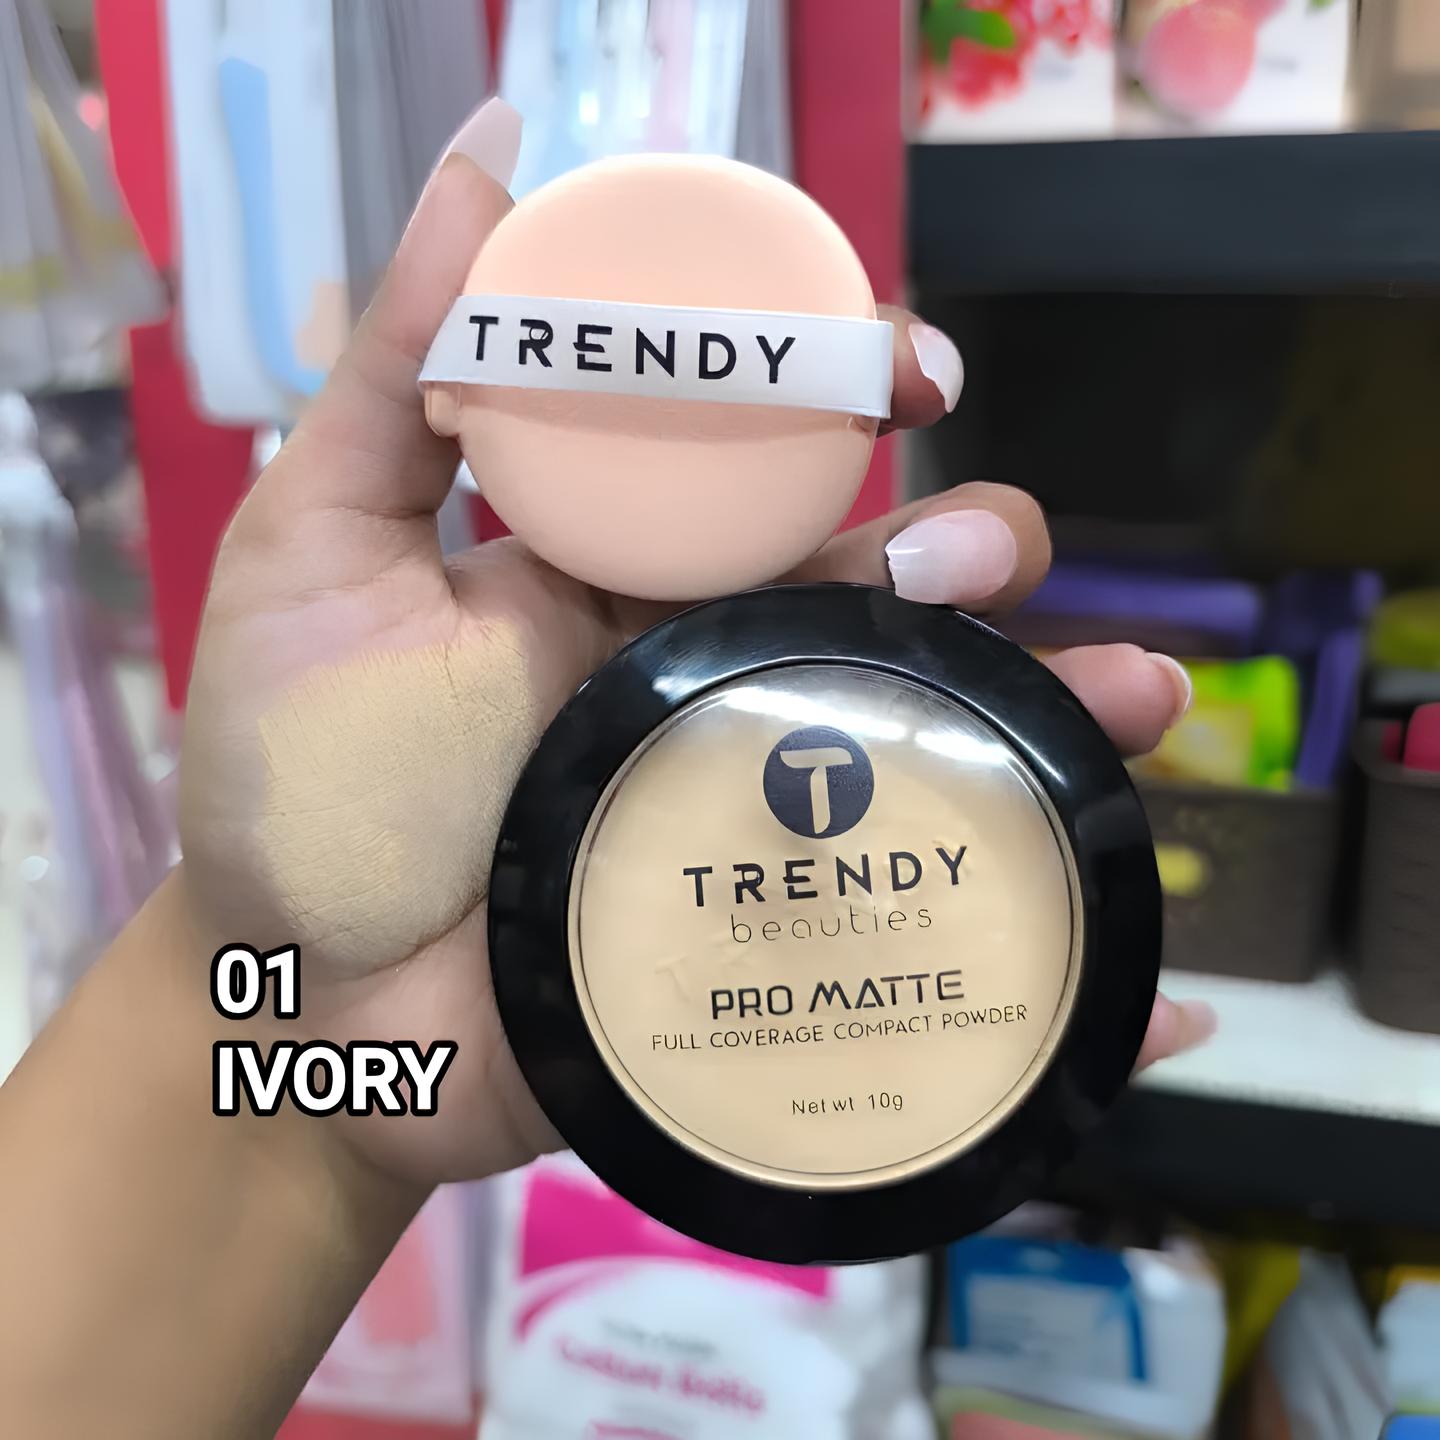 TRENDY
T
TRENDY
beauties
PRO MATTE
FULL COVERAGE COMPACT POWDER
Net wt 10g
01
IVORY